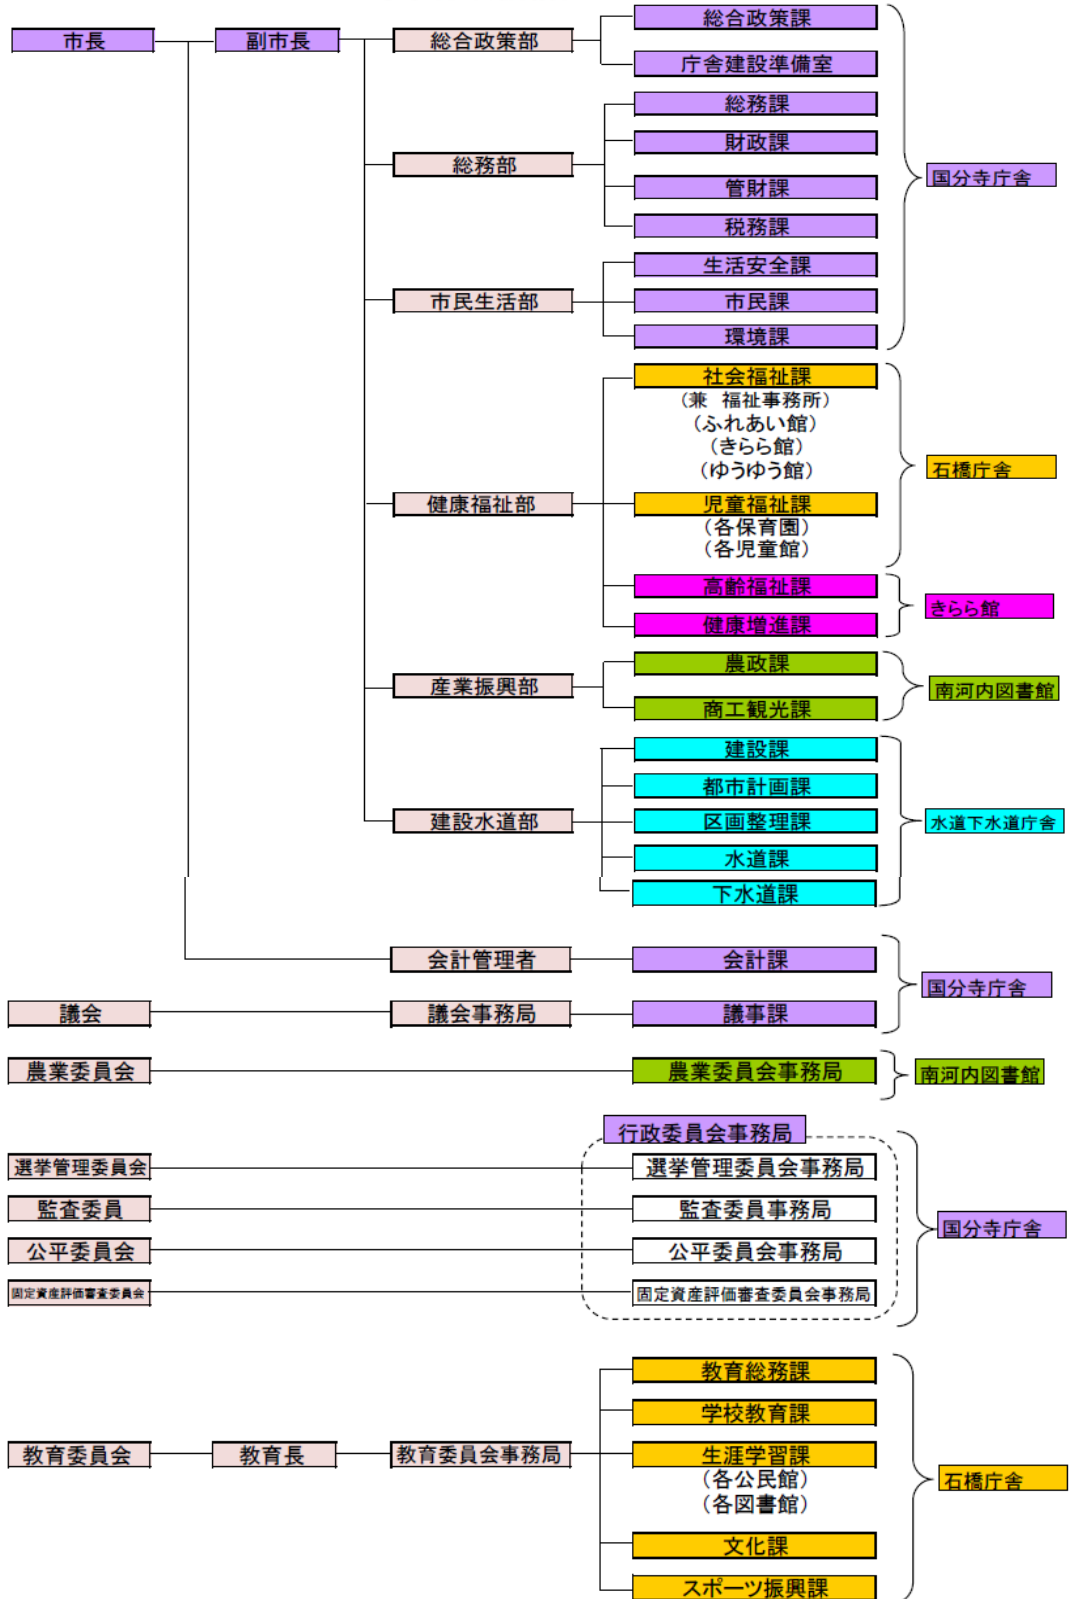 市長
副市長
総合政策部
総合政策課
庁舎建設準備室
総務部
総務課
財政課
管財課
税務課
市民生活部
生活安全課
市民課
環境課
国分寺庁舎
健康福祉部
社会福祉課
（兼　福祉事務所）
（ふれあい館）
（きらら館）
（ゆうゆう館）
児童福祉課
（各保育園）
（各児童館）
石橋庁舎
高齢福祉課
健康増進課
きらら館
産業振興部
農政課
商工観光課
南河内図書館
建設水道部
建設課
都市計画課
区画整理課
水道課
下水道課
水道下水道庁舎
会計管理者
会計課
議会
議会事務局
議事課
国分寺庁舎
農業委員会
農業委員会事務局
南河内図書館
行政委員会事務局
選挙管理委員会
選挙管理委員会事務局
監査委員
監査委員事務局
公平委員会
公平委員会事務局
固定資産評価審査委員会
固定資産評価審査委員会事務局
国分寺庁舎
教育委員会
教育長
教育委員会事務局
教育総務課
学校教育課
生涯学習課
（各公民館）
（各図書館）
文化課
スポーツ振興課
石橋庁舎